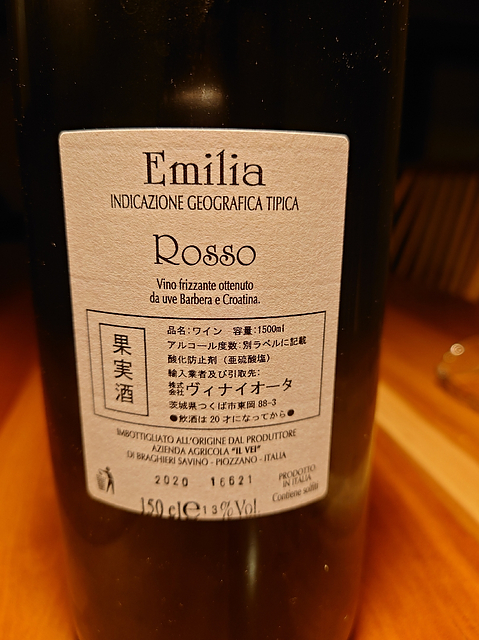 Emilia
INDICAZIONE GEOGRAFICA TIPICA
Rosso
Vino frizzante ottenuto
da uve Barbera e Croatina.
果実酒
品名:ワイン 容量:1500ml
アルコール度数:別ラベルに記載
酸化防止剤(亜硫酸塩)
輸入業者及び引取先:
株式会社ヴィナイオータ
茨城県つくば市東岡 88-3
●飲酒は 20 才になってから●
IMBOTTIGLIATO ALL'ORIGINE DAL PRODUTTORE
AZIENDA AGRICOLA "IL VEI"
DI BRAGHIERI SAVINO - PIOZZANO - ITALIA
2020 16621
PRODOTTO
IN ITALIA
Contiene solfiti
150 cl e 13% Vol.